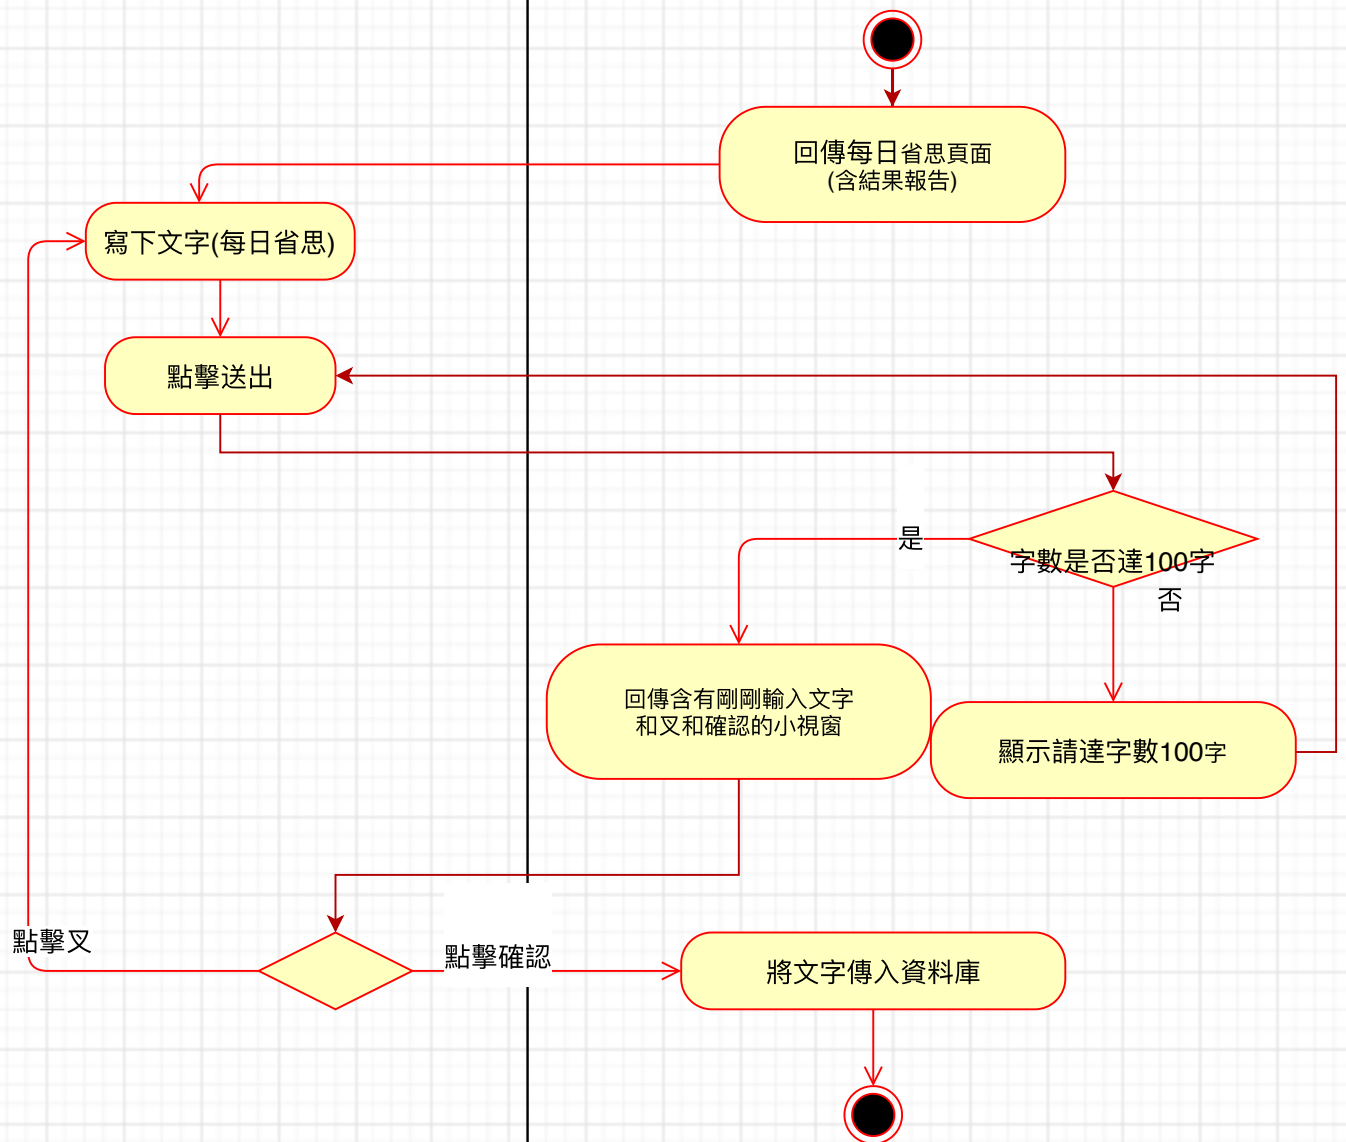 回傳每日省思頁面
(含結果報告)
寫下文字(每日省思)
點擊送出
是
字數是否達100字
否
回傳含有剛剛輸入文字
和叉和確認的小視窗
顯示請達字數100字
點擊叉
點擊確認
將文字傳入資料庫